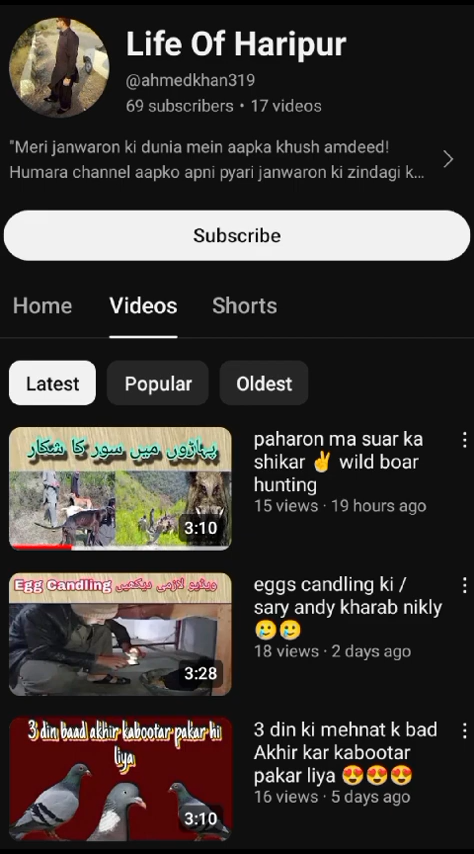 Life Of Haripur
@ahmedkhan319
69 subscribers • 17 videos
"Meri janwaron ki dunia mein aapka khush amdeed!
Humara channel aapko apni pyari janwaron ki zindagi k...
Subscribe
Home Videos Shorts
Latest Popular Oldest
پہاڑوں میں سور کا شکار
3:10
paharon ma suar ka
shikar ✌️ wild boar
hunting
15 views · 19 hours ago
Egg Candling ویڈیو لازمی دیکھیں
3:28
eggs candling ki /
sary andy kharab nikly
🥲🥲
18 views · 2 days ago
3 din baad akhir kabootar pakar hi
liya
3:10
3 din ki mehnat k bad
Akhir kar kabootar
pakar liya 😍😍😍
16 views · 5 days ago